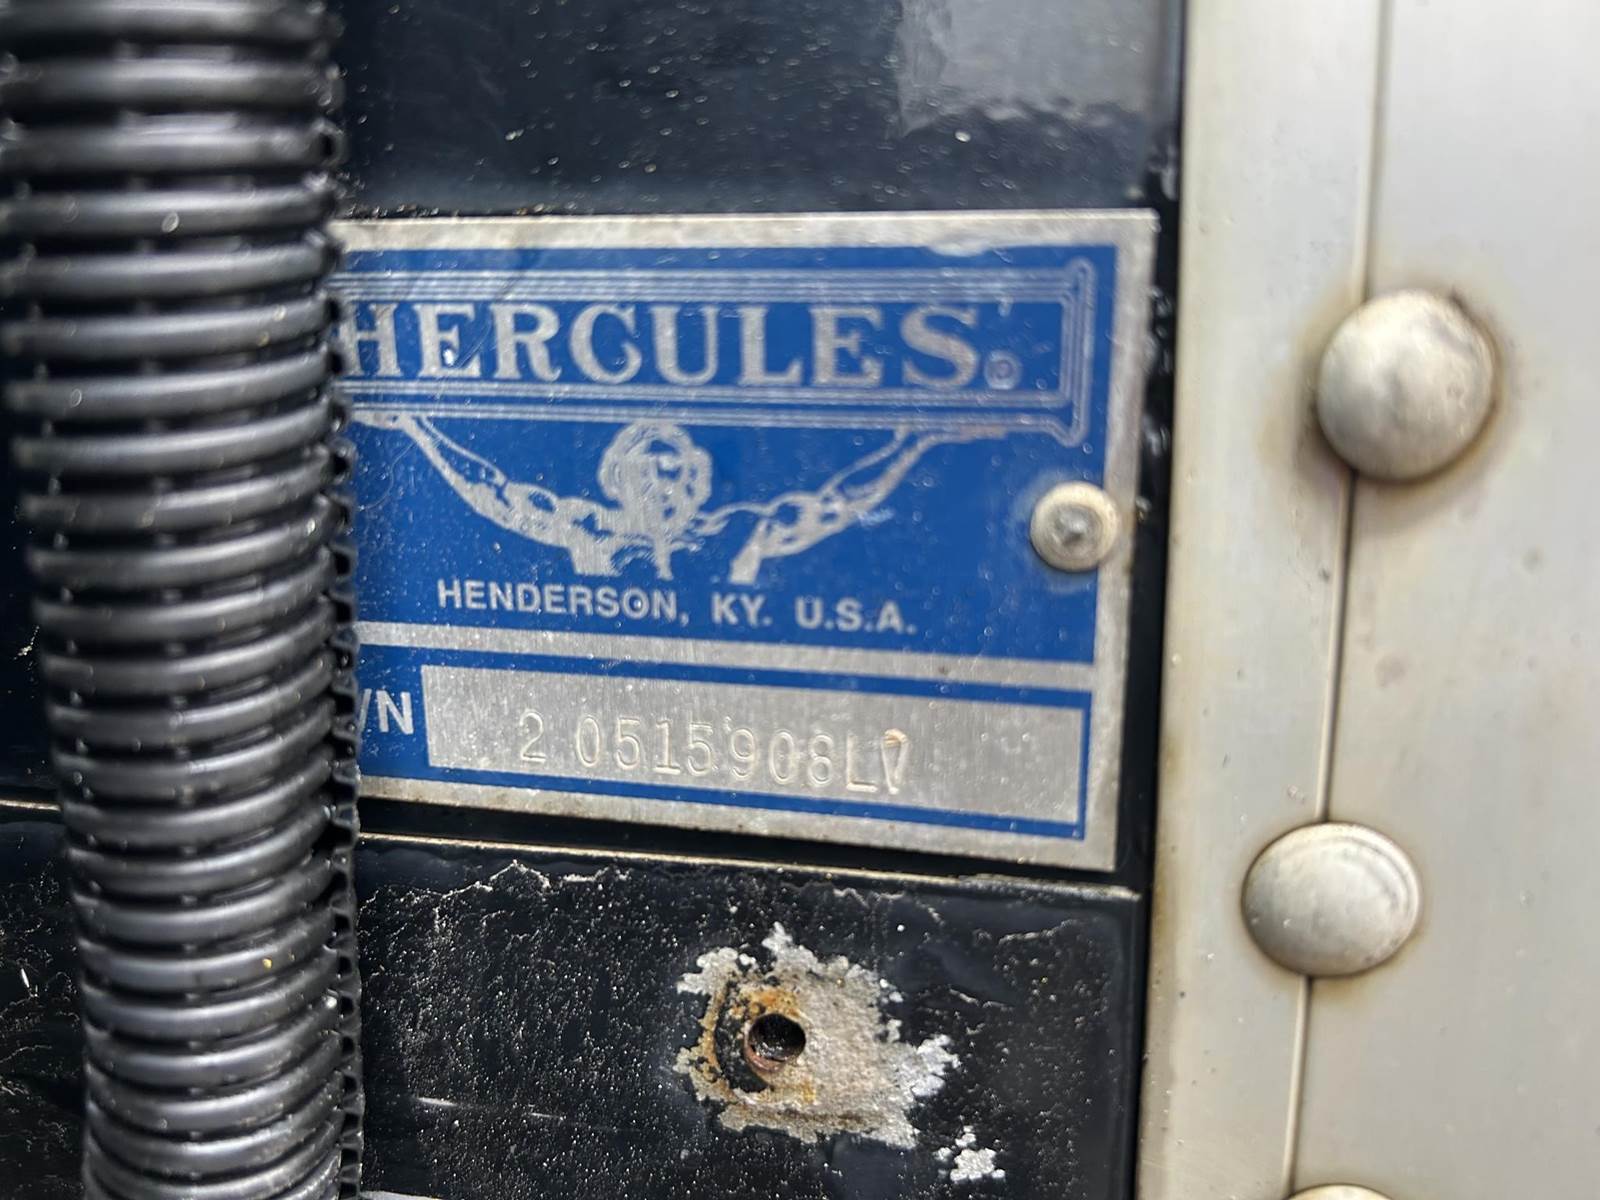 HERCULES®
HENDERSON, KY. U.S.A.
/N 2 0515908LV